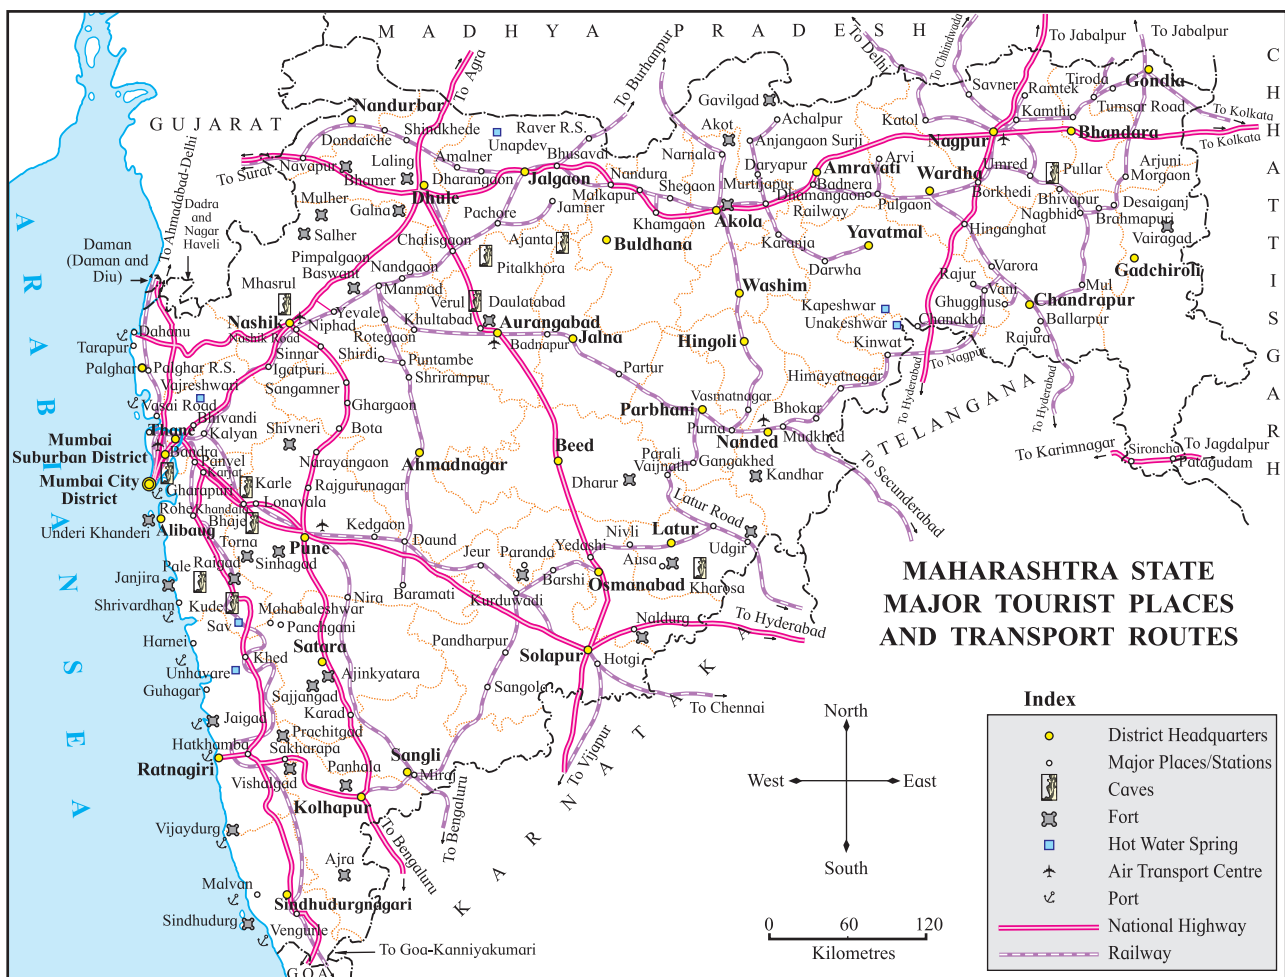 MADHYA PRADESH
CHHATTISGARH
GUJARAT
ARABIAN SEA
TELANGANA
KARNATAKA
GOA
To Agra
To Burhanpur
To Delhi
To Chhindwada
To Jabalpur
To Jabalpur
To Kolkata
To Kolkata
To Surat
To Ahmadabad-Delhi
Dadra
and
Nagar
Haveli
Daman
(Daman and
Diu)
Nandurbar
Shindkhede
Dondaiche
Navapur
Laling
Bhamer
Amalner
Dharangaon
Unapdev
Raver R.S.
Bhusaval
Jalgaon
Dhule
Mulher
Galna
Salher
Pachore
Jamner
Malkapur
Nandura
Shegaon
Khamgaon
Gavilgad
Akot
Achalpur
Narnala
Anjangaon Surji
Daryapur
Murtijapur
Akola
Amravati
Badnera
Dhamangaon
Railway
Arvi
Pulgaon
Wardha
Katol
Savner
Ramtek
Kamthi
Nagpur
Tiroda
Tumsar Road
Gondia
Bhandara
Umred
Pullar
Arjuni
Morgaon
Borkhedi
Bhivapur
Nagbhid
Desaiganj
Brahmapuri
Vairagad
Gadchiroli
Hinganghat
Karanja
Darwha
Yavatmal
Buldhana
Ajanta
Pitalkhora
Chalisgaon
Pimpalgaon
Baswant
Nandgaon
Manmad
Mhasrul
Nashik
Nashik Road
Niphad
Yevale
Rotegaon
Khultabad
Verul
Daulatabad
Aurangabad
Badnapur
Jalna
Washim
Hingoli
Kapeshwar
Unakeshwar
Kinwat
Chanakha
Rajur
Varora
Vani
Ghugghus
Chandrapur
Mul
Ballarpur
Rajura
To Nagpur
To Hyderabad
To Hyderabad
Dahanu
Tarapur
Palghar
Palghar R.S.
Vajreshwari
Vasai Road
Sinnar
Igatpuri
Shirdi
Puntambe
Shrirampur
Sangamner
Ghargaon
Bota
Shivneri
Narayangaon
Rajgurunagar
Partur
Parbhani
Vasmatnagar
Purna
Nanded
Himayatnagar
Bhokar
Mudkhed
Thane
Bhivandi
Kalyan
Mumbai
Suburban District
Bandra
Panvel
Karjat
Mumbai City
District
Gharapuri
Karle
Lonavala
Rohe
Khandala
Bhaje
Underi Khanderi
Alibaug
Ahmadnagar
Beed
Parali
Vaijnath
Gangakhed
Dharur
Kandhar
To Secunderabad
To Karimnagar
Sironcha
To Jagdalpur
Patagudam
Latur Road
Latur
Nivli
Udgir
Ausa
Kharosa
Yedashi
Osmanabad
Barshi
Paranda
Jeur
Kurduwadi
Daund
Kedgaon
Pune
Torna
Sinhagad
Pale
Raigad
Janjira
Shrivardhan
Kude
Sav
Mahabaleshwar
Panchgani
Nira
Baramati
Harnei
Khed
Unhavare
Guhagar
Satara
Ajinkyatara
Sajjangad
Karad
Pandharpur
Sangole
Solapur
Hotgi
Naldurg
To Hyderabad
To Chennai
To Vijapur
Jaigad
Prachitgad
Hatkhamba
Sakharapa
Ratnagiri
Vishalgad
Panhala
Kolhapur
Sangli
Miraj
To Bengaluru
To Bengaluru
Vijaydurg
Ajra
Malvan
Sindhudurgnagari
Sindhudurg
Vengurle
To Goa-Kanniyakumari
MAHARASHTRA STATE
MAJOR TOURIST PLACES
AND TRANSPORT ROUTES
North
West
East
South
0 60 120
Kilometres
Index
District Headquarters
Major Places/Stations
Caves
Fort
Hot Water Spring
Air Transport Centre
Port
National Highway
Railway